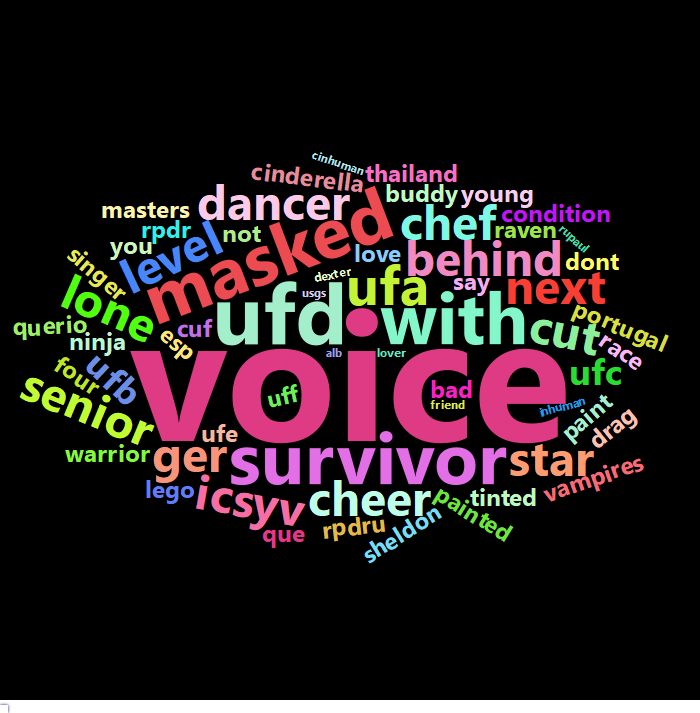 cinhuman
cinderella
thailand
masters
dancer
buddy
young
rpdr
masked
chef
condition
you
level
not
love
behind
raven
rupaul
singer
dexter
ufa
say
next
dont
lone
usgs
ufd
with
cut
portugal
querio
ninja
esp
cuf
voice
race
ufb
alb
lover
ufc
four
uff
bad
friend
inhuman
paint
drag
senior
ufe
warrior
ger
survivor
star
vampires
lego
icsyv
cheer
tinted
painted
que
rpdru
sheldon